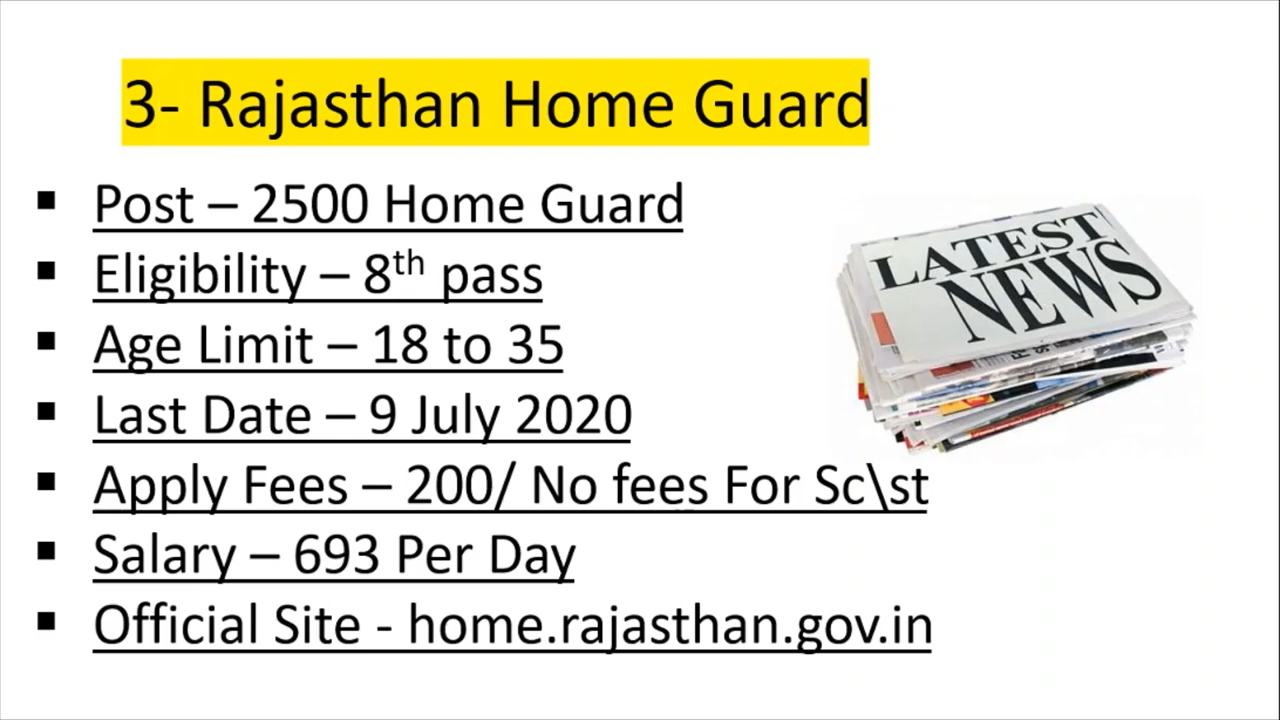 3- Rajasthan Home Guard
▪ Post – 2500 Home Guard
▪ Eligibility – 8th pass
▪ Age Limit – 18 to 35
▪ Last Date – 9 July 2020
▪ Apply Fees – 200/ No fees For Sc\st
▪ Salary – 693 Per Day
▪ Official Site - home.rajasthan.gov.in
LATEST
NEWS